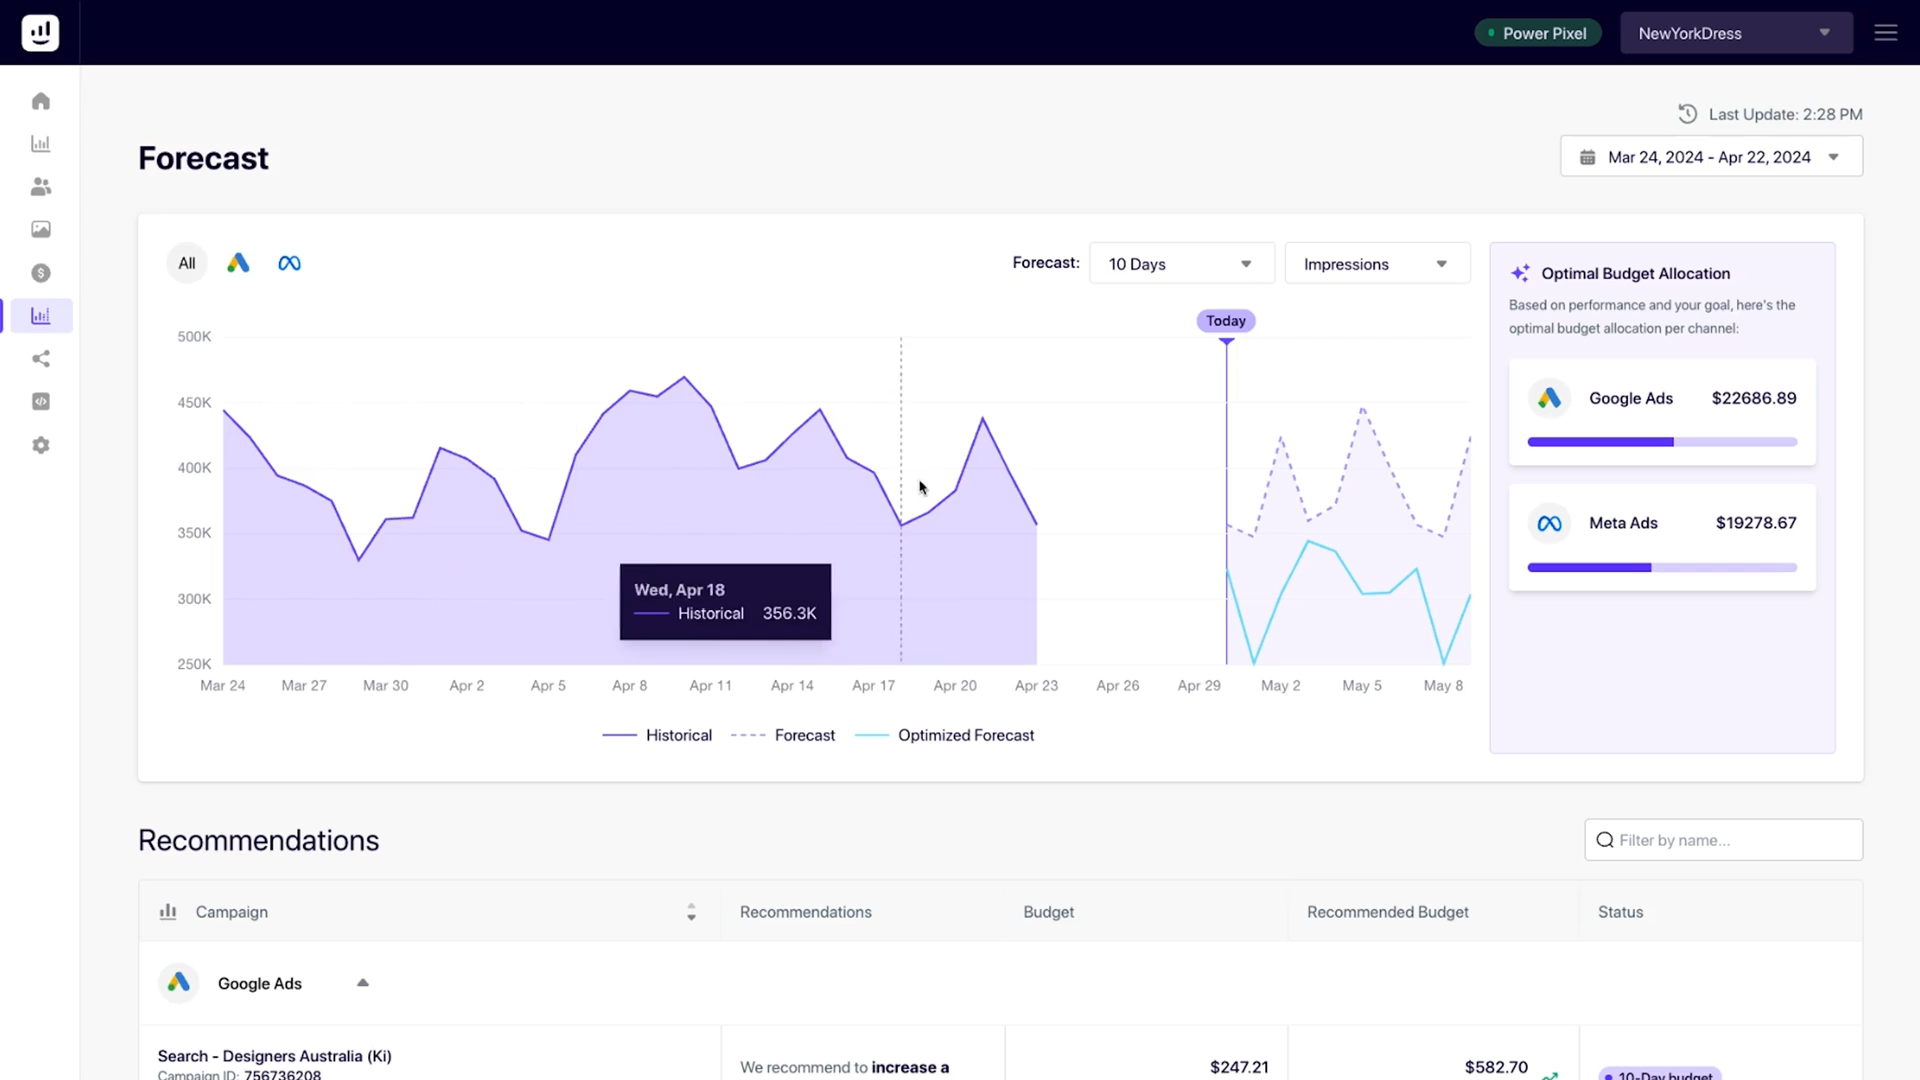 Power Pixel
NewYorkDress
Last Update: 2:28 PM
Forecast
Mar 24, 2024 - Apr 22, 2024
All
Forecast:
10 Days
Impressions
Today
500K
450K
400K
350K
300K
250K
Wed, Apr 18
Historical 356.3K
Mar 24 Mar 27 Mar 30 Apr 2 Apr 5 Apr 8 Apr 11 Apr 14 Apr 17 Apr 20 Apr 23 Apr 26 Apr 29 May 2 May 5 May 8
Historical Forecast Optimized Forecast
Optimal Budget Allocation
Based on performance and your goal, here's the
optimal budget allocation per channel:
Google Ads $22686.89
Meta Ads $19278.67
Recommendations
Filter by name...
Campaign Recommendations Budget Recommended Budget Status
Google Ads
Search - Designers Australia (Ki)
Campaign ID: 756736208
We recommend to increase a
$247.21
$582.70
10-Day budget